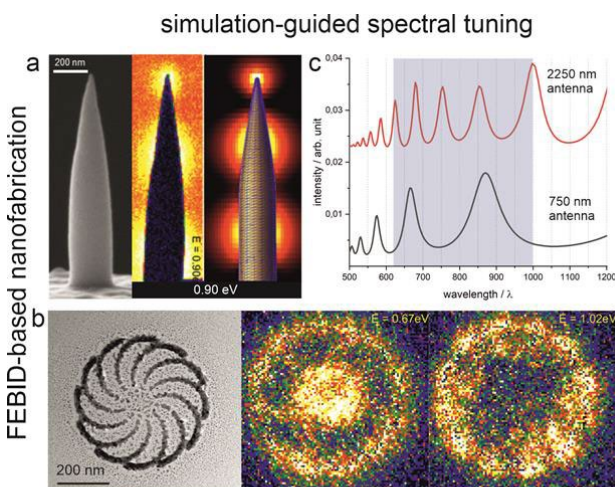 simulation-guided spectral tuning
FEBID-based nanofabrication
a
200 nm
E = 0.90
0.90 eV
c
0,04
0,03
0,02
0,01
intensity / arb. unit
2250 nm
antenna
750 nm
antenna
500 600 700 800 900 1000 1100 1200
wavelength / λ
b
200 nm
E = 0.67eV
E = 1.02eV